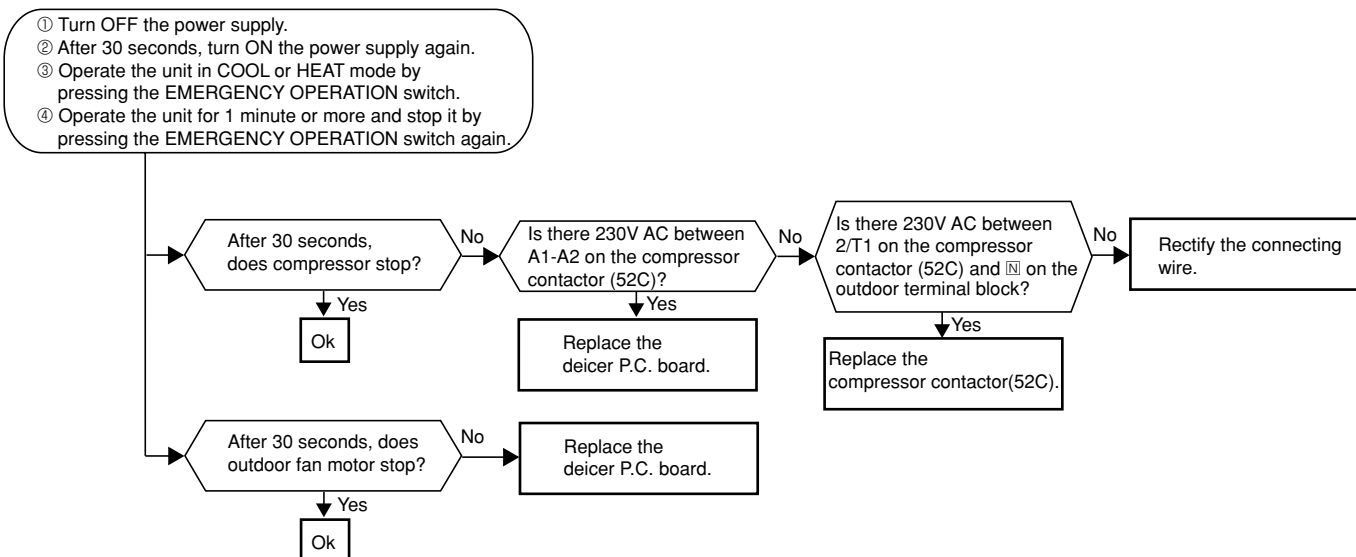 ① Turn OFF the power supply.
② After 30 seconds, turn ON the power supply again.
③ Operate the unit in COOL or HEAT mode by
pressing the EMERGENCY OPERATION switch.
④ Operate the unit for 1 minute or more and stop it by
pressing the EMERGENCY OPERATION switch again.
After 30 seconds,
does compressor stop?
No
Yes
Ok
Is there 230V AC between
A1-A2 on the compressor
contactor (52C)?
No
Yes
Replace the
deicer P.C. board.
Is there 230V AC between
2/T1 on the compressor
contactor (52C) and N on the
outdoor terminal block?
No
Yes
Replace the
compressor contactor(52C).
Rectify the connecting
wire.
After 30 seconds, does
outdoor fan motor stop?
No
Yes
Ok
Replace the
deicer P.C. board.